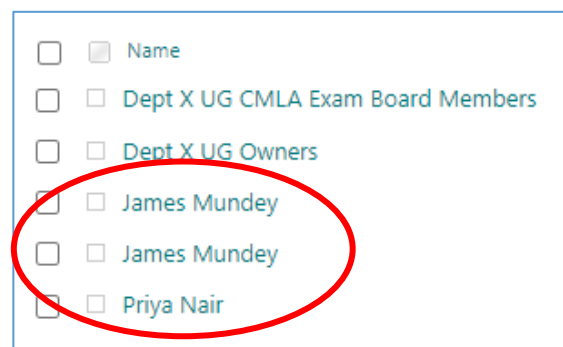 Name
Dept X UG CMLA Exam Board Members
Dept X UG Owners
James Mundey
James Mundey
Priya Nair